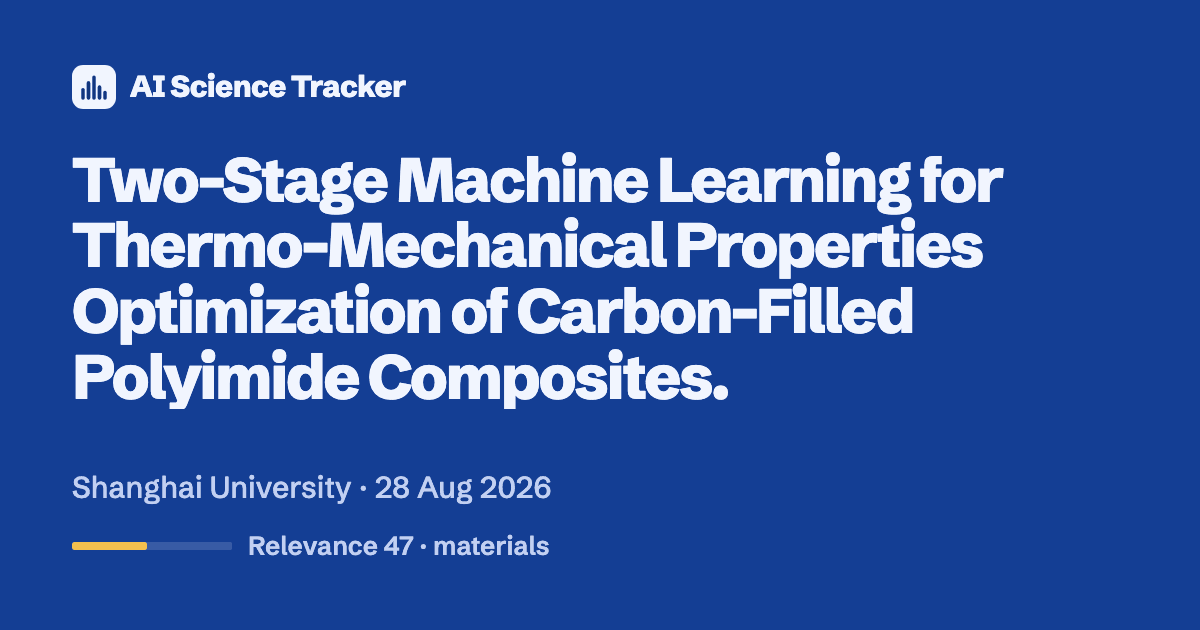 AI Science Tracker
Two-Stage Machine Learning for
Thermo-Mechanical Properties
Optimization of Carbon-Filled
Polyimide Composites.
Shanghai University · 28 Aug 2026
Relevance 47 · materials